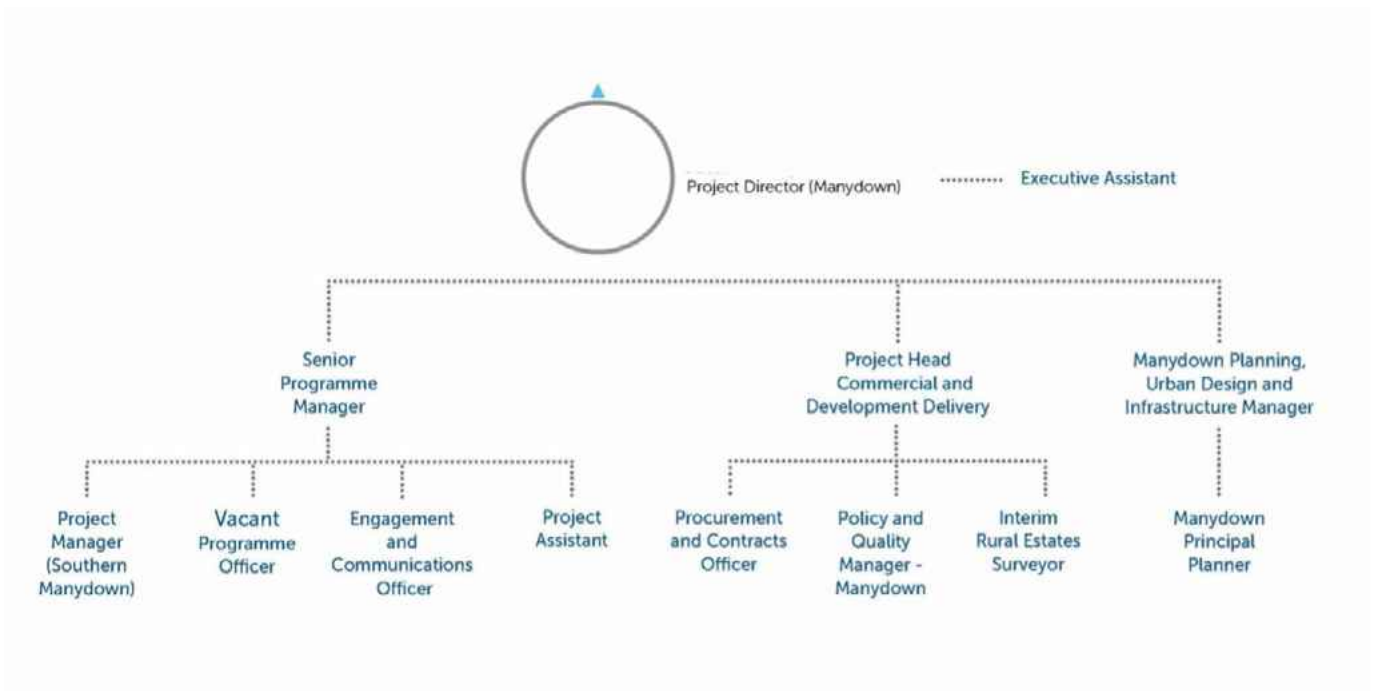 Project Director (Manydown)
Executive Assistant
Senior
Programme
Manager
Project Head
Commercial and
Development Delivery
Manydown Planning,
Urban Design and
Infrastructure Manager
Project
Manager
(Southern
Manydown)
Vacant
Programme
Officer
Engagement
and
Communications
Officer
Project
Assistant
Procurement
and Contracts
Officer
Policy and
Quality
Manager -
Manydown
Interim
Rural Estates
Surveyor
Manydown
Principal
Planner